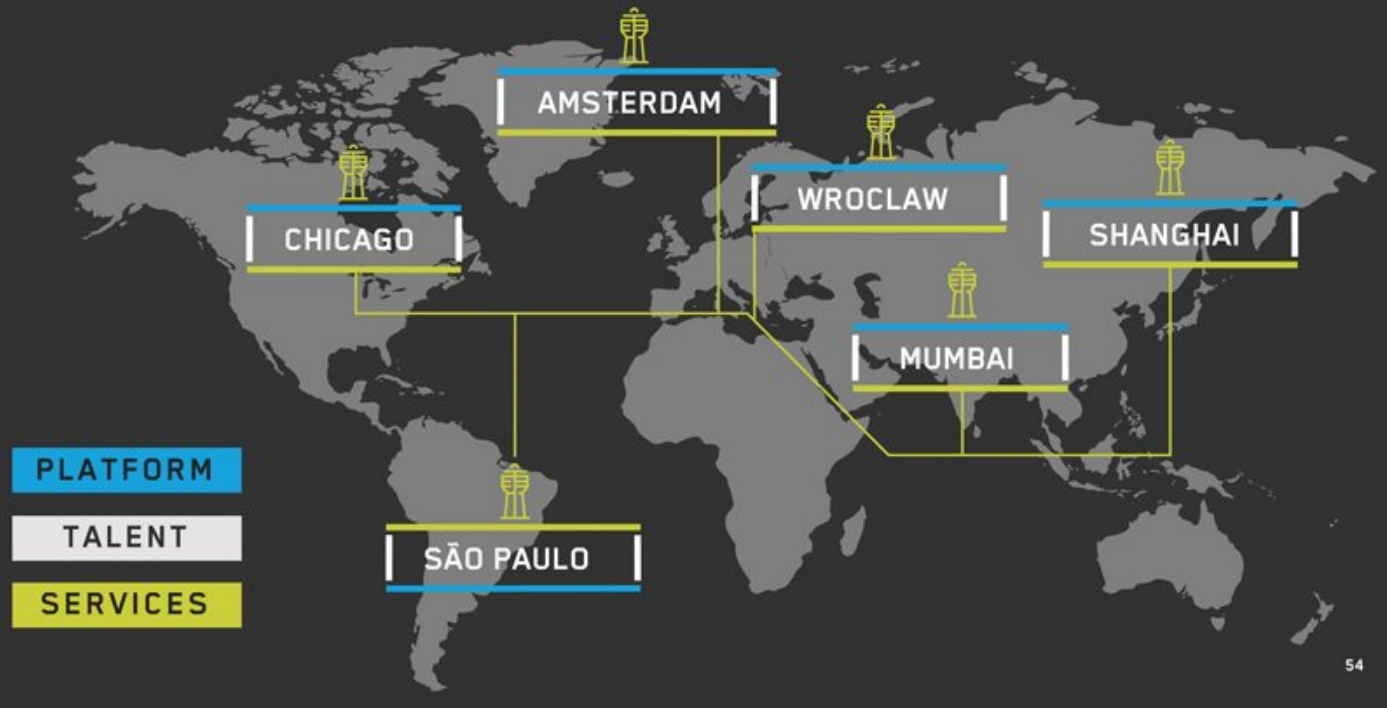 AMSTERDAM
WROCLAW
CHICAGO
SHANGHAI
MUMBAI
PLATFORM
TALENT
SÃO PAULO
SERVICES
54